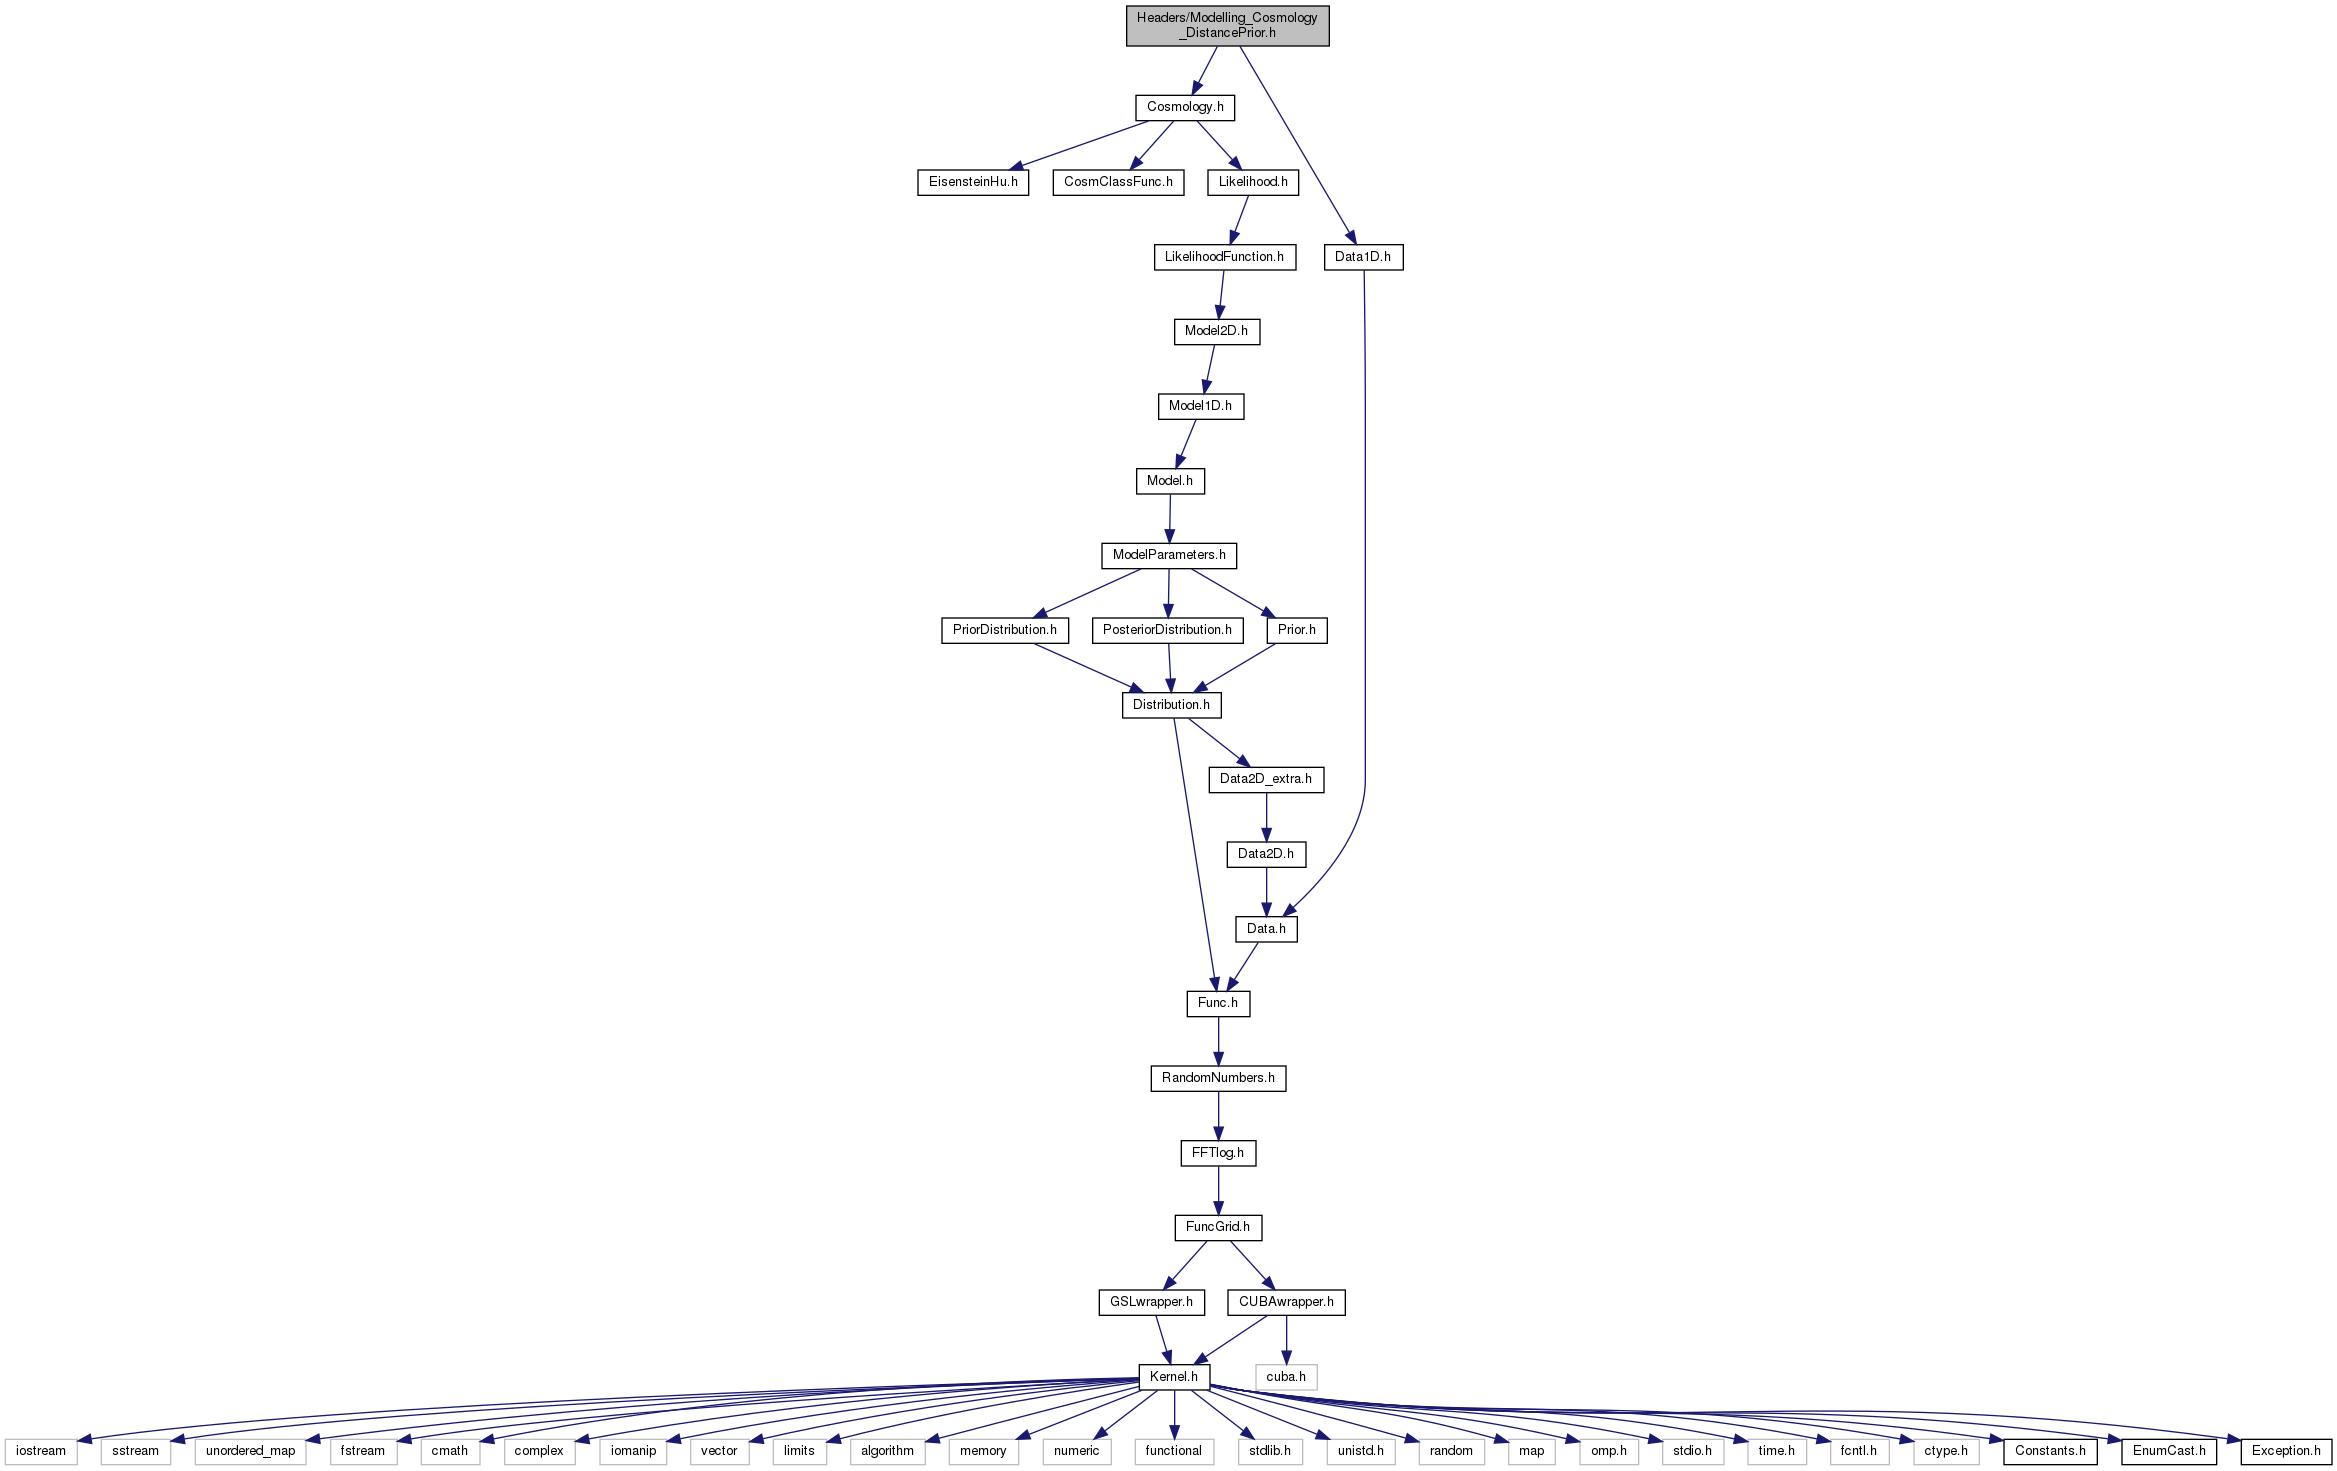 Headers/Modelling_Cosmology
_DistancePrior.h
Cosmology.h
EisensteinHu.h
CosmClassFunc.h
Likelihood.h
LikelihoodFunction.h
Data1D.h
Model2D.h
Model1D.h
Model.h
ModelParameters.h
PriorDistribution.h
PosteriorDistribution.h
Prior.h
Distribution.h
Data2D_extra.h
Data2D.h
Data.h
Func.h
RandomNumbers.h
FFTlog.h
FuncGrid.h
GSLwrapper.h
CUBAwrapper.h
Kernel.h
cuba.h
iostream
sstream
unordered_map
fstream
cmath
complex
iomanip
vector
limits
algorithm
memory
numeric
functional
stdlib.h
unistd.h
random
map
omp.h
stdio.h
time.h
fcntl.h
ctype.h
Constants.h
EnumCast.h
Exception.h